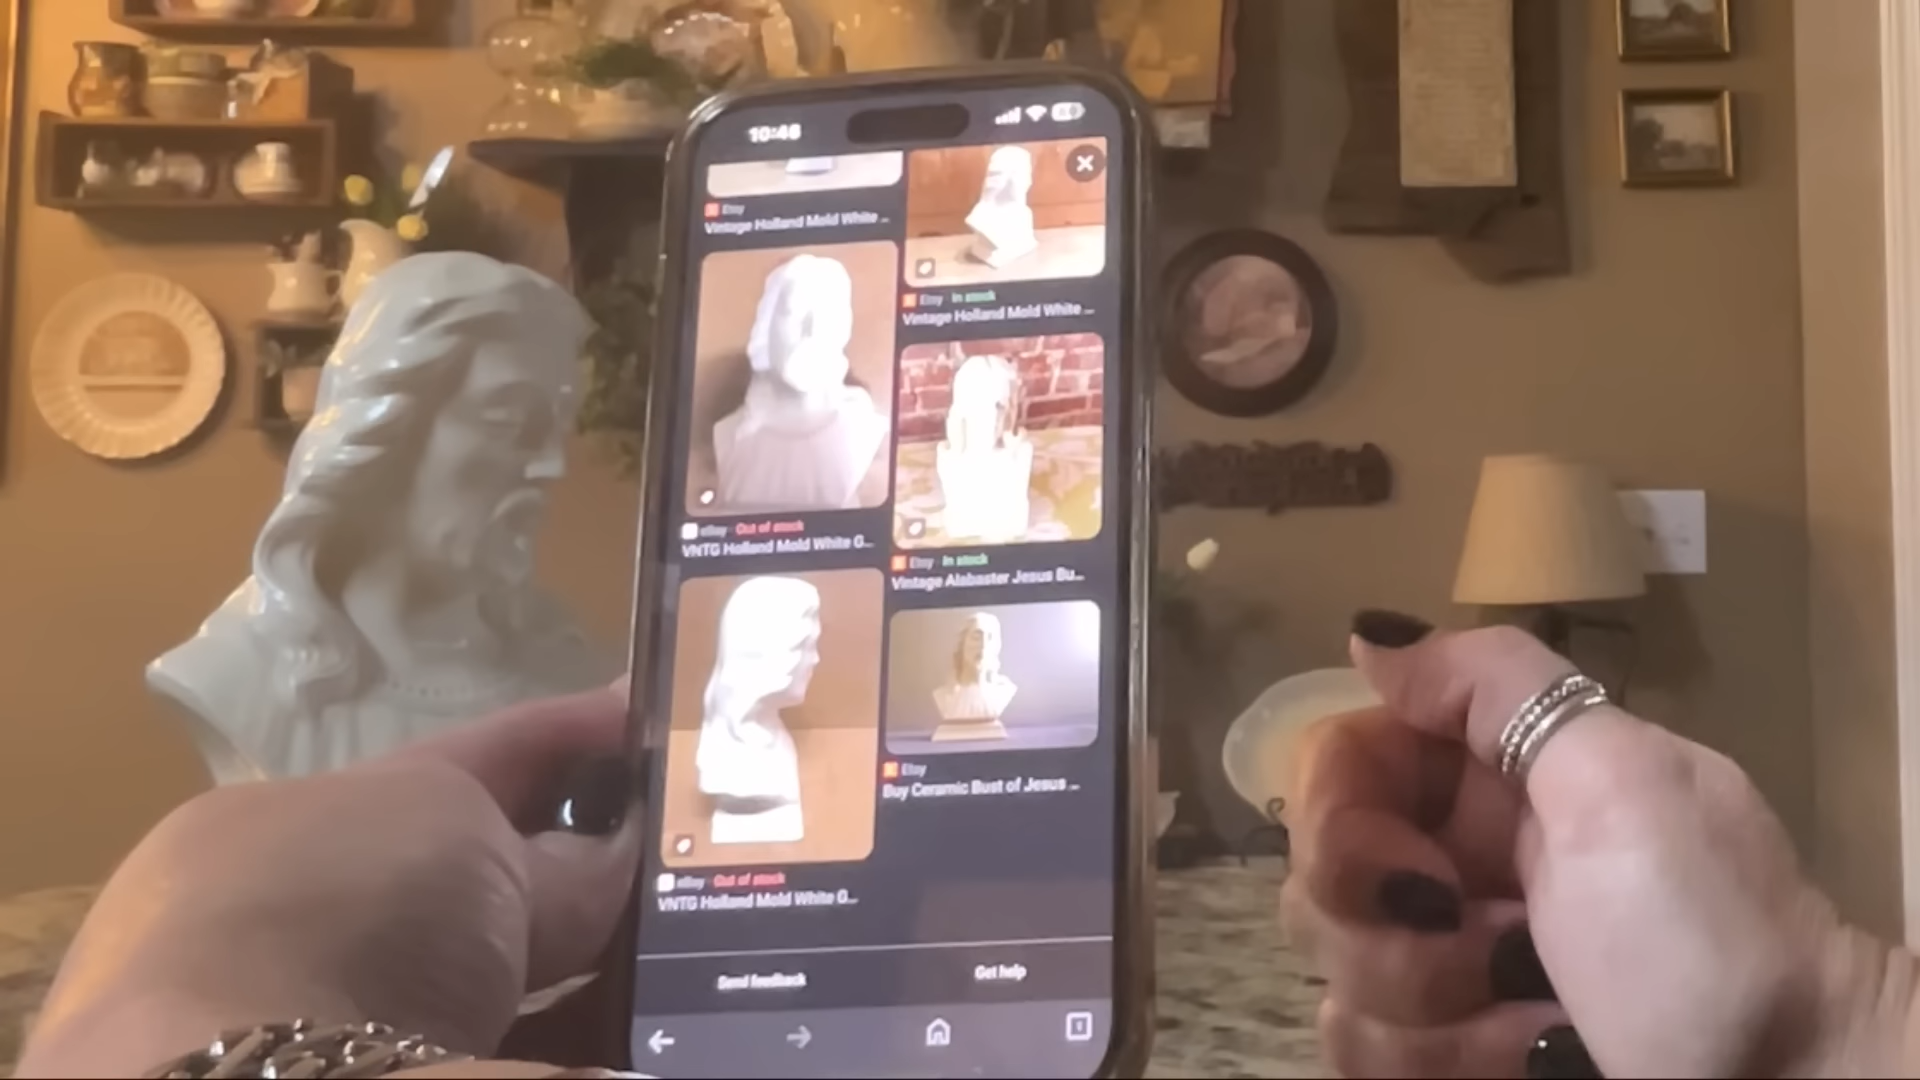 10:46
Etsy
Vintage Holland Mold White ...
Etsy · In stock
Vintage Holland Mold White ...
eBay · Out of stock
VNTG Holland Mold White G...
Etsy · In stock
Vintage Alabaster Jesus Bu...
Etsy
Buy Ceramic Bust of Jesus ...
eBay · Out of stock
VNTG Holland Mold White G...
Send feedback
Get help